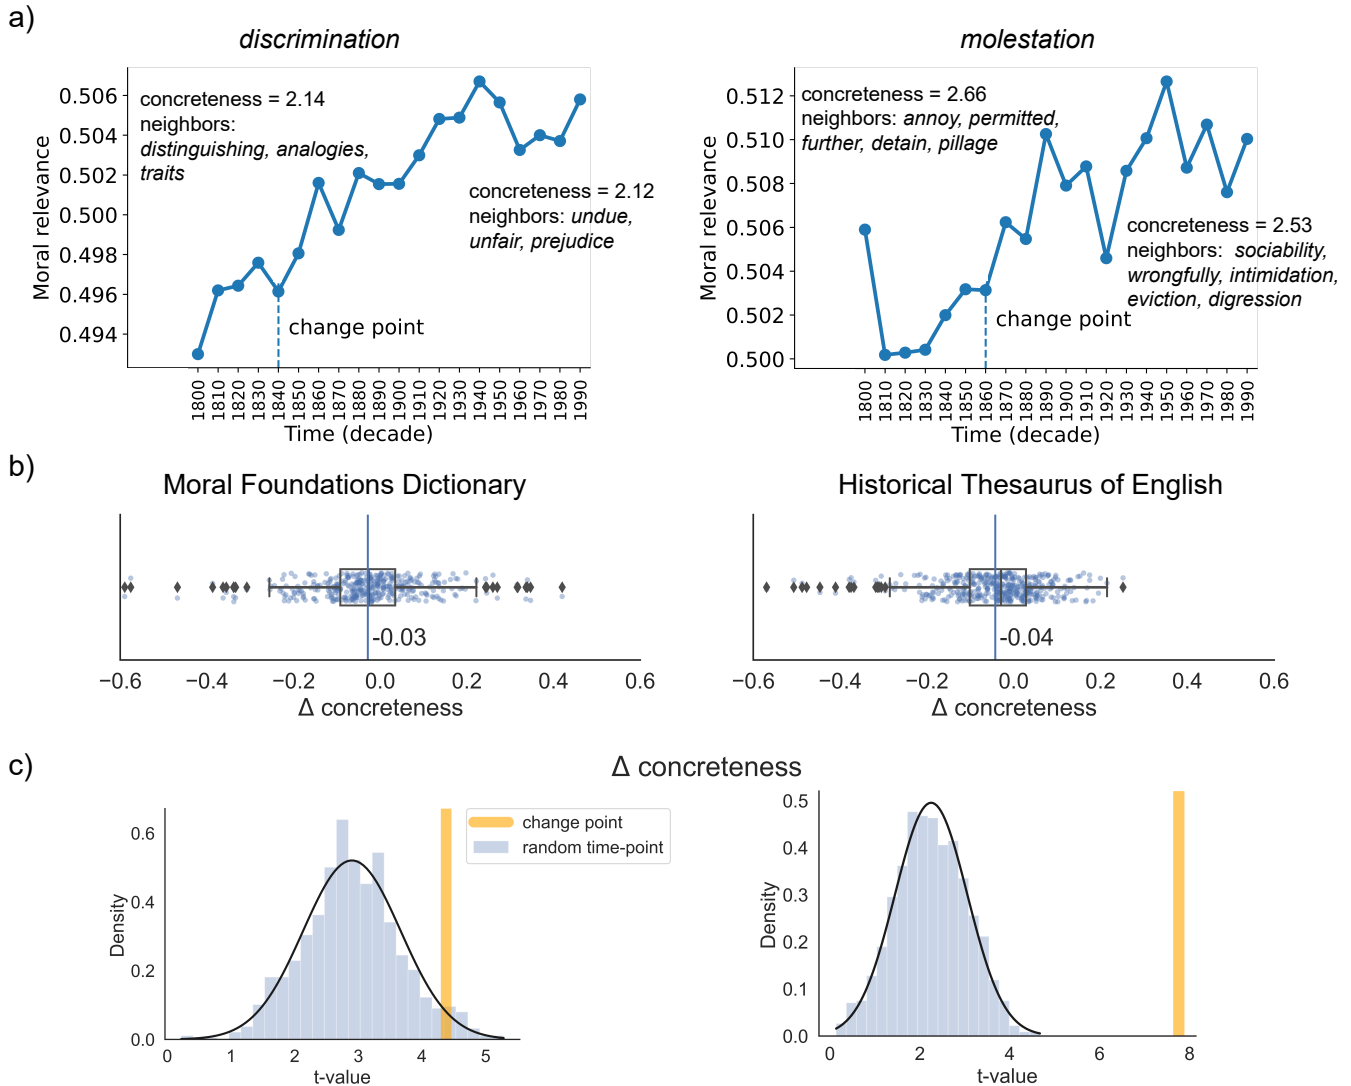 a)
discrimination
0.506
0.504
0.502
0.500
0.498
0.496
0.494
Moral relevance
concreteness = 2.14
neighbors:
distinguishing, analogies,
traits
concreteness = 2.12
neighbors: undue,
unfair, prejudice
change point
1800
1810
1820
1830
1840
1850
1860
1870
1880
1890
1900
1910
1920
1930
1940
1950
1960
1970
1980
1990
Time (decade)
molestation
0.512
0.510
0.508
0.506
0.504
0.502
0.500
Moral relevance
concreteness = 2.66
neighbors: annoy, permitted,
further, detain, pillage
concreteness = 2.53
neighbors: sociability,
wrongfully, intimidation,
eviction, digression
change point
1800
1810
1820
1830
1840
1850
1860
1870
1880
1890
1900
1910
1920
1930
1940
1950
1960
1970
1980
1990
Time (decade)
b)
Moral Foundations Dictionary
-0.03
−0.6 −0.4 −0.2 0.0 0.2 0.4 0.6
Δ concreteness
Historical Thesaurus of English
-0.04
−0.6 −0.4 −0.2 0.0 0.2 0.4 0.6
Δ concreteness
c)
Δ concreteness
0.6
0.4
0.2
0.0
Density
change point
random time-point
0 1 2 3 4 5
t-value
0.5
0.4
0.3
0.2
0.1
0.0
Density
0 2 4 6 8
t-value